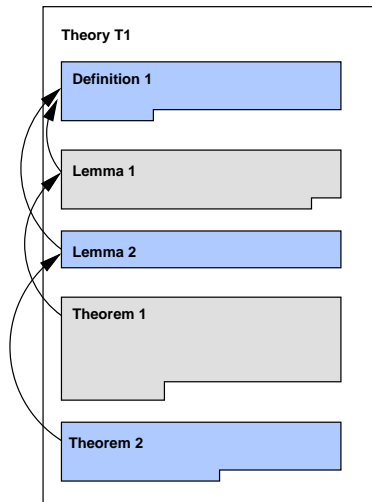 Theory T1
Definition 1
Lemma 1
Lemma 2
Theorem 1
Theorem 2